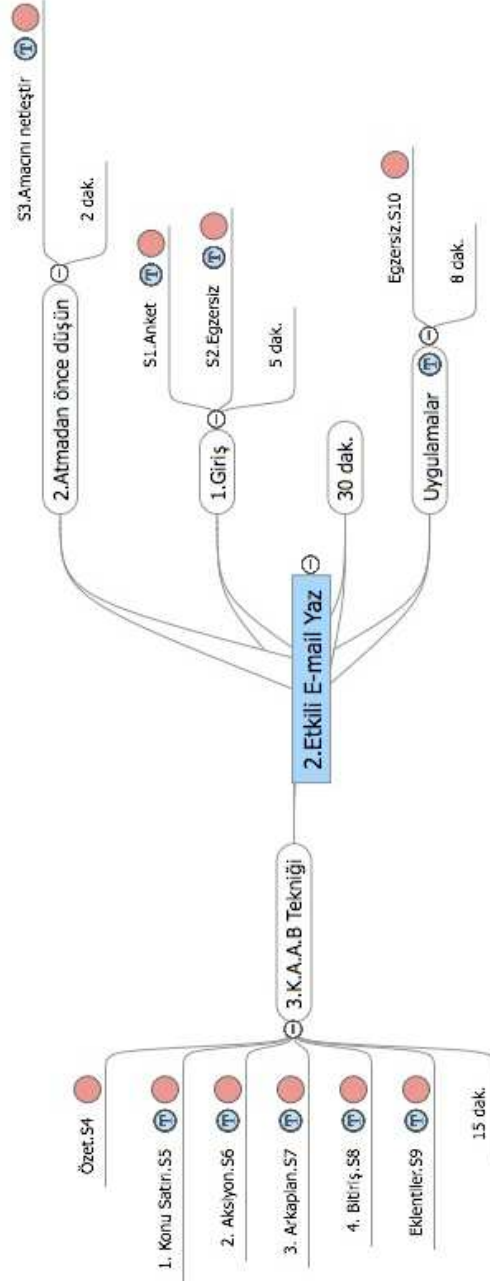 2.Etkili E-mail Yaz
2.Atmadan önce düşün
S3.Amacını netleştir
T
2 dak.
1.Giriş
S1.Anket
T
S2.Egzersiz
T
5 dak.
30 dak.
Uygulamalar
T
Egzersiz.S10
8 dak.
3.K.A.A.B Tekniği
Özet.S4
1. Konu Satırı.S5
T
2. Aksiyon.S6
T
3. Arkaplan.S7
T
4. Bitiriş.S8
T
Eklentiler.S9
T
15 dak.